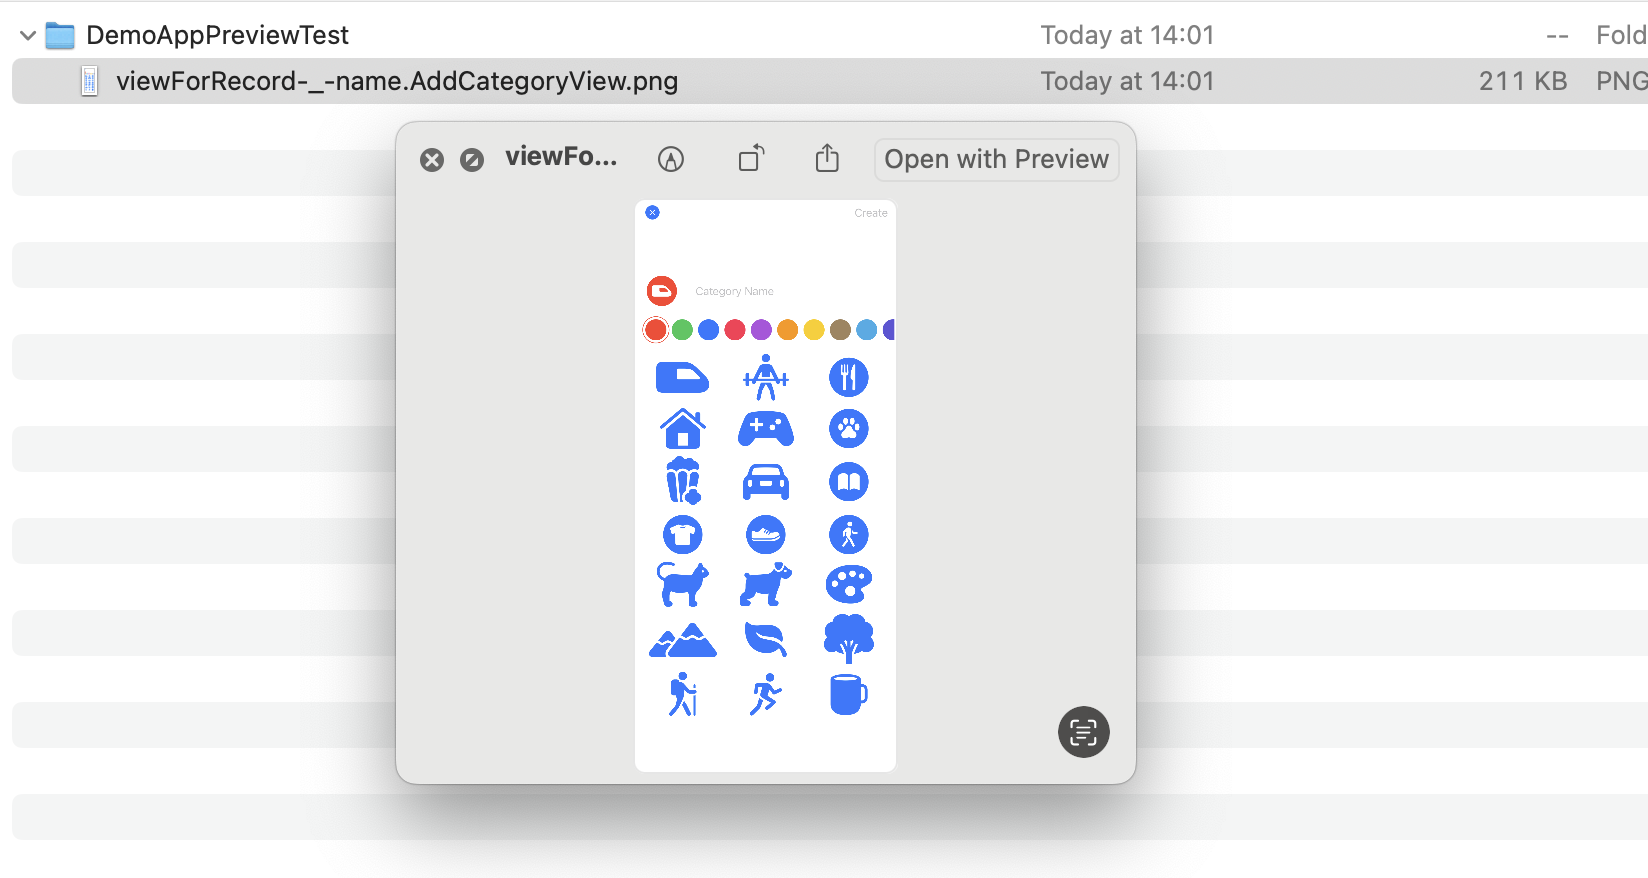 DemoAppPreviewTest Today at 14:01 -- Fold
viewForRecord-_-name.AddCategoryView.png Today at 14:01 211 KB PNG
viewFo... Open with Preview
Create
Category Name